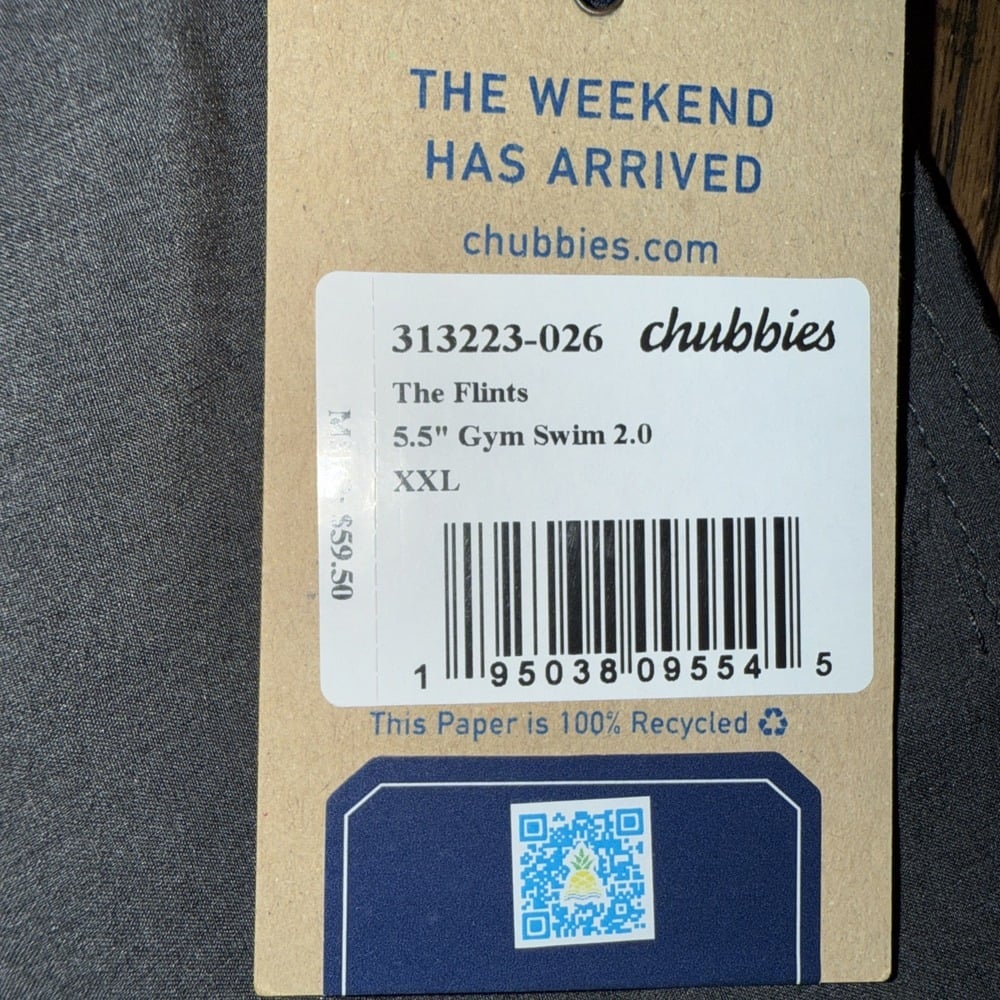 THE WEEKEND
HAS ARRIVED
chubbies.com
313223-026 chubbies
The Flints
5.5" Gym Swim 2.0
XXL
$59.50
1 95038 09554 5
This Paper is 100% Recycled